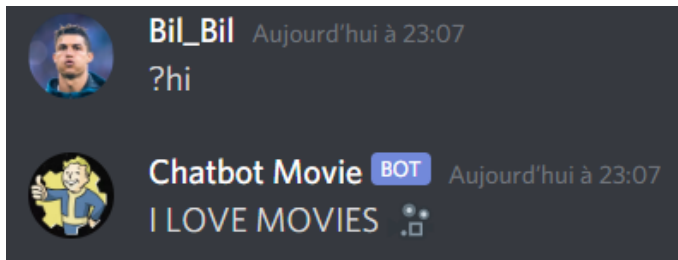 Bil_Bil Aujourd'hui à 23:07
?hi
Chatbot Movie BOT Aujourd'hui à 23:07
I LOVE MOVIES